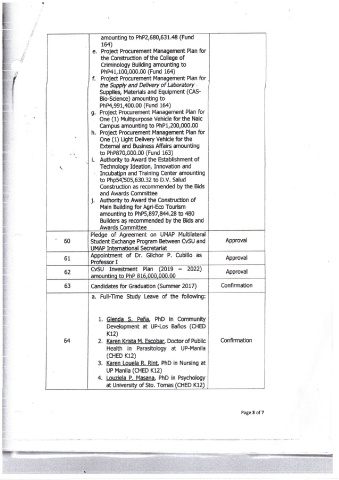 amounting to PhP2,680,631.48 (Fund
164)
e. Project Procurement Management Plan for
the Construction of the College of
Criminology Building amounting to
PhP41,100,000.00 (Fund 164)
f. Project Procurement Management Plan for
the Supply and Delivery of Laboratory
Supplies, Materials and Equipment (CAS-
Bio-Science) amounting to
PhP4,991,400.00 (Fund 164)
g. Project Procurement Management Plan for
One (1) Multipurpose Vehicle for the Naic
Campus amounting to PhP1,200,000.00
h. Project Procurement Management Plan for
One (1) Light Delivery Vehicle for the
External and Business Affairs amounting
to PhP870,000.00 (Fund 163)
i. Authority to Award the Establishment of
Technology Ideation, Innovation and
Incubation and Training Center amounting
to Php54,505,630.32 to D.V. Salud
Construction as recommended by the Bids
and Awards Committee
j. Authority to Award the Construction of
Main Building for Agri-Eco Tourism
amounting to PhP5,897,844.28 to 480
Builders as recommended by the Bids and
Awards Committee
60 Pledge of Agreement on UMAP Multilateral Student Exchange Program Between CvSU and UMAP International Secretariat Approval
61 Appointment of Dr. Gilchor P. Cubillo as Professor I Approval
62 CvSU Investment Plan (2019 – 2022) amounting to PhP 816,000,000.00 Approval
63 Candidates for Graduation (Summer 2017) Confirmation
a. Full-Time Study Leave of the following:
1. Glenda S. Peña, PhD in Community
Development at UP-Los Baños (CHED
K12)
64 2. Karen Krista M. Escobar, Doctor of Public Confirmation
Health in Parasitology at UP-Manila
(CHED K12)
3. Karen Louela R. Rint, PhD in Nursing at
UP Manila (CHED K12)
4. Louziela P. Masana, PhD in Psychology
at University of Sto. Tomas (CHED K12)
Page 5 of 7